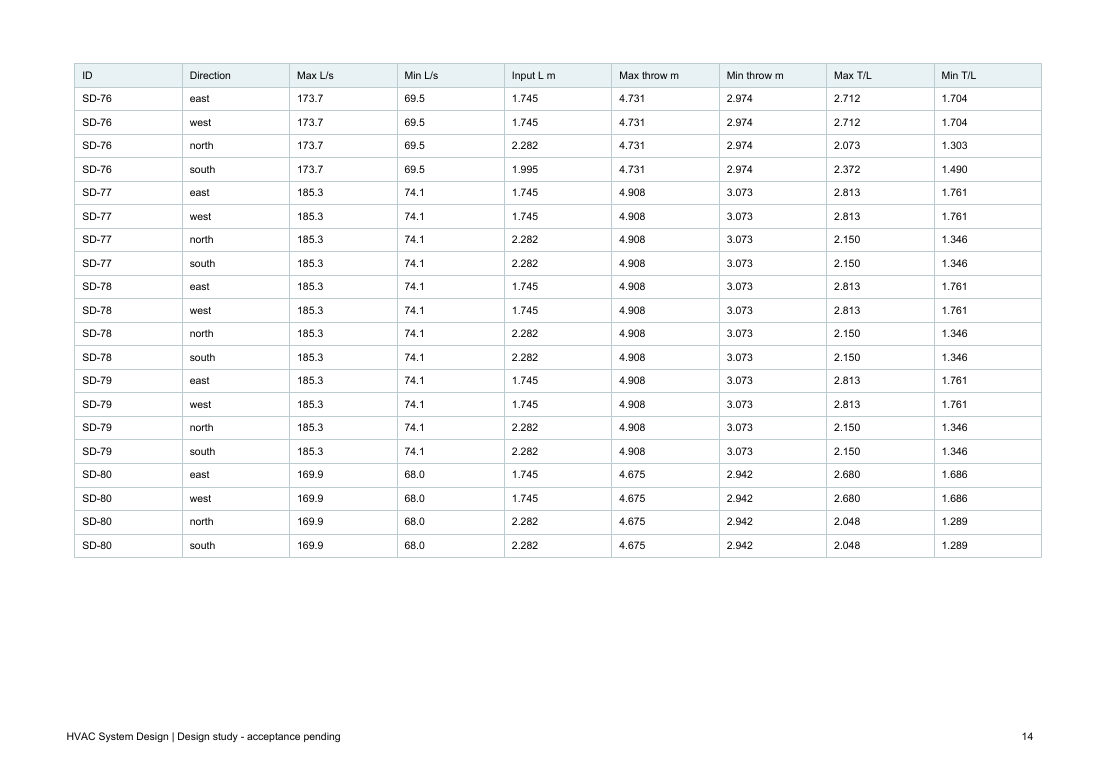 ID Direction Max L/s Min L/s Input L m Max throw m Min throw m Max T/L Min T/L
SD-76 east 173.7 69.5 1.745 4.731 2.974 2.712 1.704
SD-76 west 173.7 69.5 1.745 4.731 2.974 2.712 1.704
SD-76 north 173.7 69.5 2.282 4.731 2.974 2.073 1.303
SD-76 south 173.7 69.5 1.995 4.731 2.974 2.372 1.490
SD-77 east 185.3 74.1 1.745 4.908 3.073 2.813 1.761
SD-77 west 185.3 74.1 1.745 4.908 3.073 2.813 1.761
SD-77 north 185.3 74.1 2.282 4.908 3.073 2.150 1.346
SD-77 south 185.3 74.1 2.282 4.908 3.073 2.150 1.346
SD-78 east 185.3 74.1 1.745 4.908 3.073 2.813 1.761
SD-78 west 185.3 74.1 1.745 4.908 3.073 2.813 1.761
SD-78 north 185.3 74.1 2.282 4.908 3.073 2.150 1.346
SD-78 south 185.3 74.1 2.282 4.908 3.073 2.150 1.346
SD-79 east 185.3 74.1 1.745 4.908 3.073 2.813 1.761
SD-79 west 185.3 74.1 1.745 4.908 3.073 2.813 1.761
SD-79 north 185.3 74.1 2.282 4.908 3.073 2.150 1.346
SD-79 south 185.3 74.1 2.282 4.908 3.073 2.150 1.346
SD-80 east 169.9 68.0 1.745 4.675 2.942 2.680 1.686
SD-80 west 169.9 68.0 1.745 4.675 2.942 2.680 1.686
SD-80 north 169.9 68.0 2.282 4.675 2.942 2.048 1.289
SD-80 south 169.9 68.0 2.282 4.675 2.942 2.048 1.289
HVAC System Design | Design study - acceptance pending 14